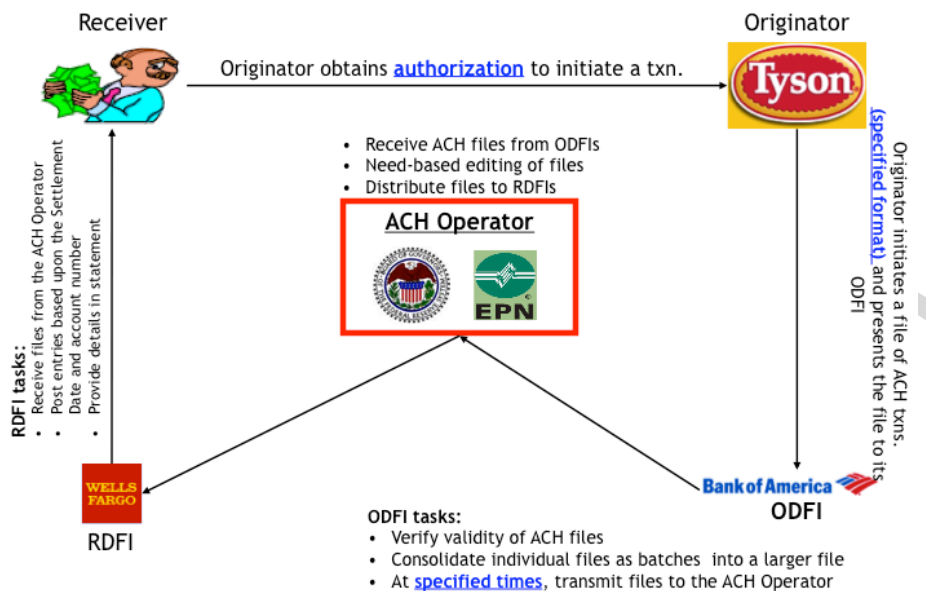 Receiver
Originator
Originator obtains authorization to initiate a txn.
Tyson
• Receive ACH files from ODFIs
• Need-based editing of files
• Distribute files to RDFIs
ACH Operator
EPN
Originator initiates a file of ACH txns.
(specified format) and presents the file to its
ODFI
RDFI tasks:
• Receive files from the ACH Operator
• Post entries based upon the Settlement
Date and account number
• Provide details in statement
WELLS
FARGO
RDFI
Bank of America
ODFI
ODFI tasks:
• Verify validity of ACH files
• Consolidate individual files as batches into a larger file
• At specified times, transmit files to the ACH Operator